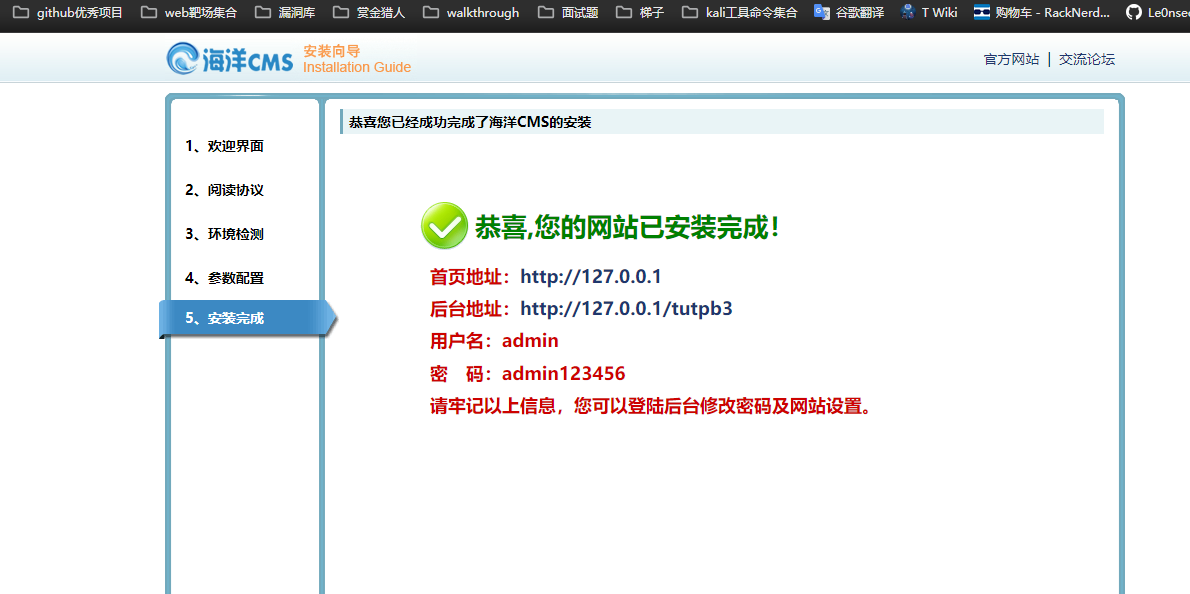 github优秀项目 web靶场集合 漏洞库 赏金猎人 walkthrough 面试题 梯子 kali工具命令集合 谷歌翻译 T Wiki 购物车 - RackNerd... Le0nsec
海洋CMS 安装向导
Installation Guide
官方网站 | 交流论坛
恭喜您已经成功完成了海洋CMS的安装
1、欢迎界面
2、阅读协议
3、环境检测
4、参数配置
5、安装完成
恭喜,您的网站已安装完成!
首页地址：http://127.0.0.1
后台地址：http://127.0.0.1/tutpb3
用户名：admin
密 码：admin123456
请牢记以上信息，您可以登陆后台修改密码及网站设置。